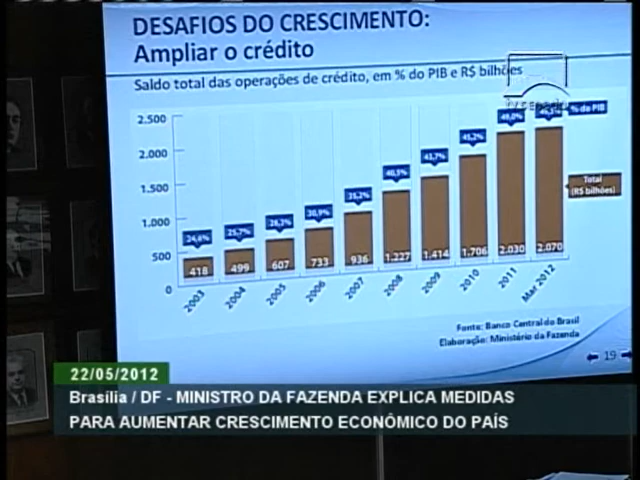 DESAFIOS DO CRESCIMENTO:
Ampliar o crédito
Saldo total das operações de crédito, em % do PIB e R$ bilhões
2.500
2.000
1.500
1.000
500
0
24,6% 25,7% 28,3% 30,9% 35,2% 40,5% 43,7% 45,2% 49,0%
% do PIB
Total
(R$ bilhões)
418 499 607 733 936 1.227 1.414 1.706 2.030 2.070
2003 2004 2005 2006 2007 2008 2009 2010 2011 Mar 2012
Fonte: Banco Central do Brasil
Elaboração: Ministério da Fazenda
19
22/05/2012
Brasília / DF - MINISTRO DA FAZENDA EXPLICA MEDIDAS
PARA AUMENTAR CRESCIMENTO ECONÔMICO DO PAÍS